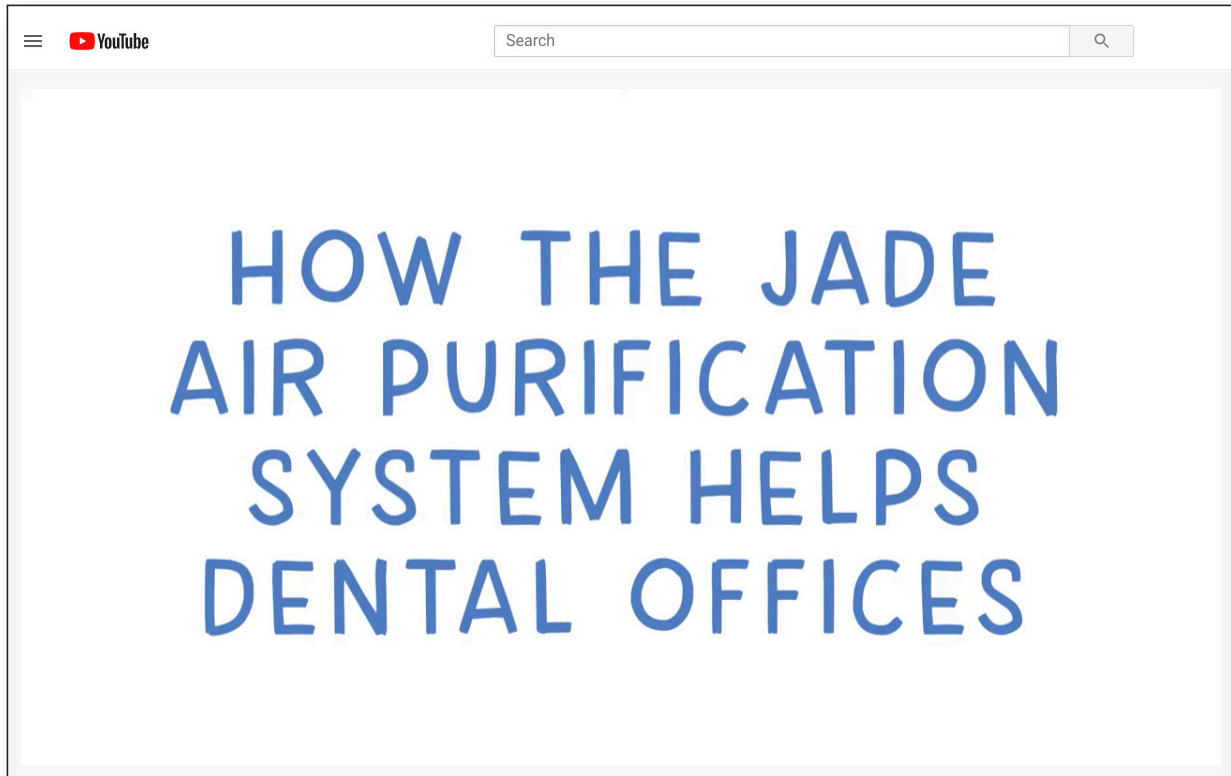 YouTube
Search
HOW THE JADE
AIR PURIFICATION
SYSTEM HELPS
DENTAL OFFICES